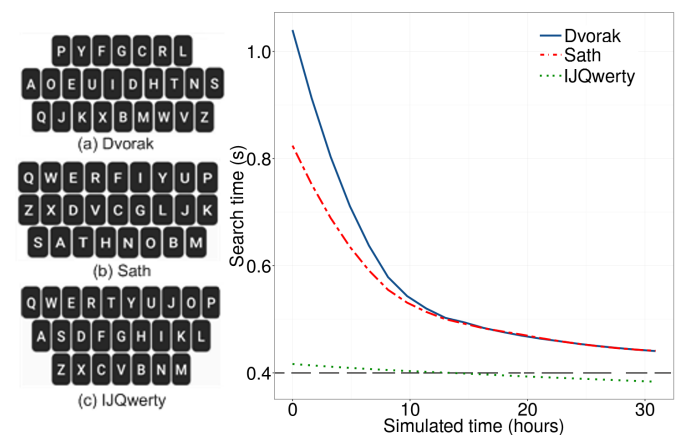 P Y F G C R L
A O E U I D H T N S
Q J K X B M W V Z
(a) Dvorak
Q W E R F I Y U P
Z X D V C G L J K
S A T H N O B M
(b) Sath
Q W E R T Y U J O P
A S D F G H I K L
Z X C V B N M
(c) IJQwerty
Search time (s)
1.0
0.8
0.6
0.4
Dvorak
Sath
IJQwerty
0
10
20
30
Simulated time (hours)